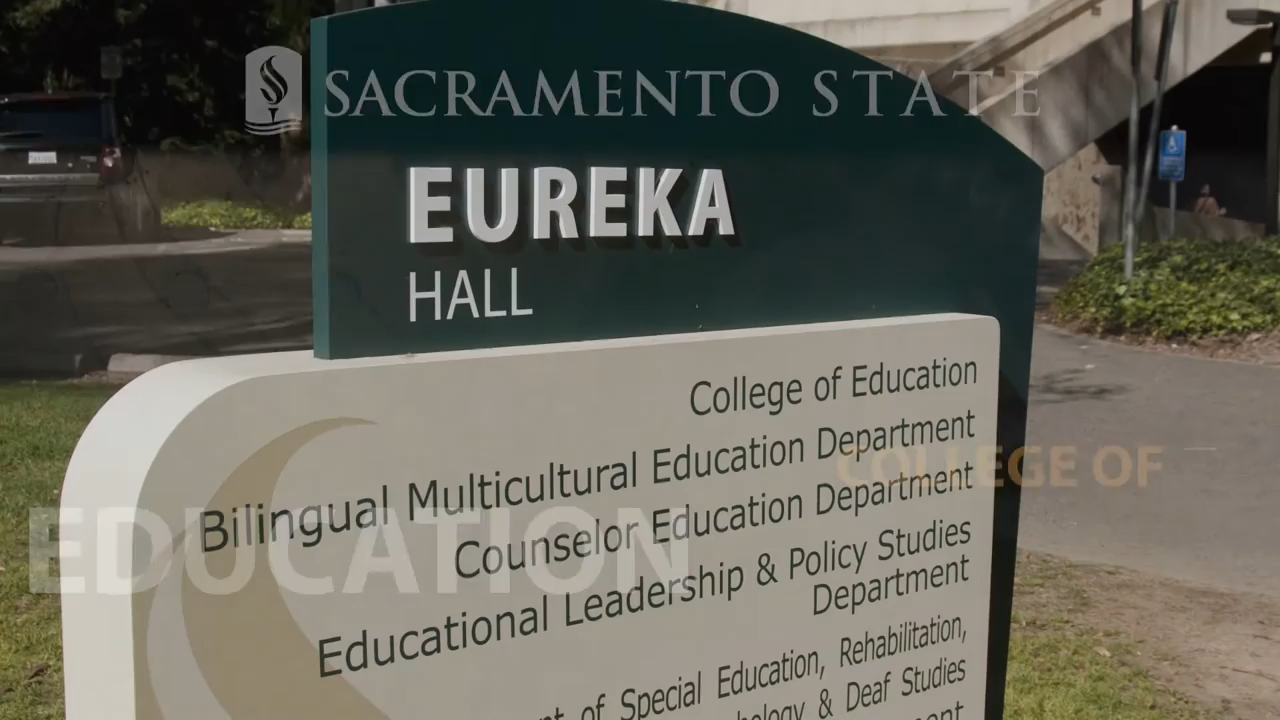 SACRAMENTO STATE
EUREKA
HALL
College of Education
Bilingual Multicultural Education Department
COLLEGE OF
Counselor Education Department
EDUCATION
Educational Leadership & Policy Studies
Department
of Special Education, Rehabilitation,
& Deaf Studies